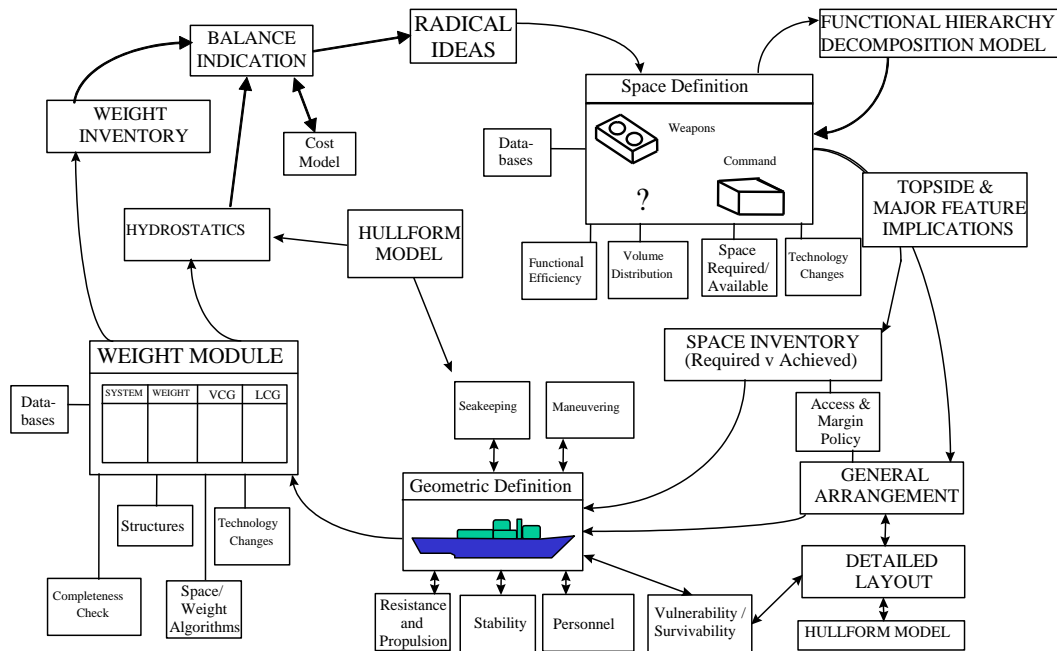 RADICAL
IDEAS
FUNCTIONAL HIERARCHY
DECOMPOSITION MODEL
BALANCE
INDICATION
Space Definition
WEIGHT
INVENTORY
Weapons
Cost
Model
Data-
bases
Command
?
TOPSIDE &
MAJOR FEATURE
IMPLICATIONS
HYDROSTATICS
HULLFORM
MODEL
Functional
Efficiency
Volume
Distribution
Space
Required/
Available
Technology
Changes
WEIGHT MODULE
SPACE INVENTORY
(Required v Achieved)
SYSTEM WEIGHT VCG LCG
Data-
bases
Seakeeping
Maneuvering
Access &
Margin
Policy
Geometric Definition
GENERAL
ARRANGEMENT
Structures
Technology
Changes
DETAILED
LAYOUT
Completeness
Check
Space/
Weight
Algorithms
Resistance
and
Propulsion
Stability
Personnel
Vulnerability /
Survivability
HULLFORM MODEL